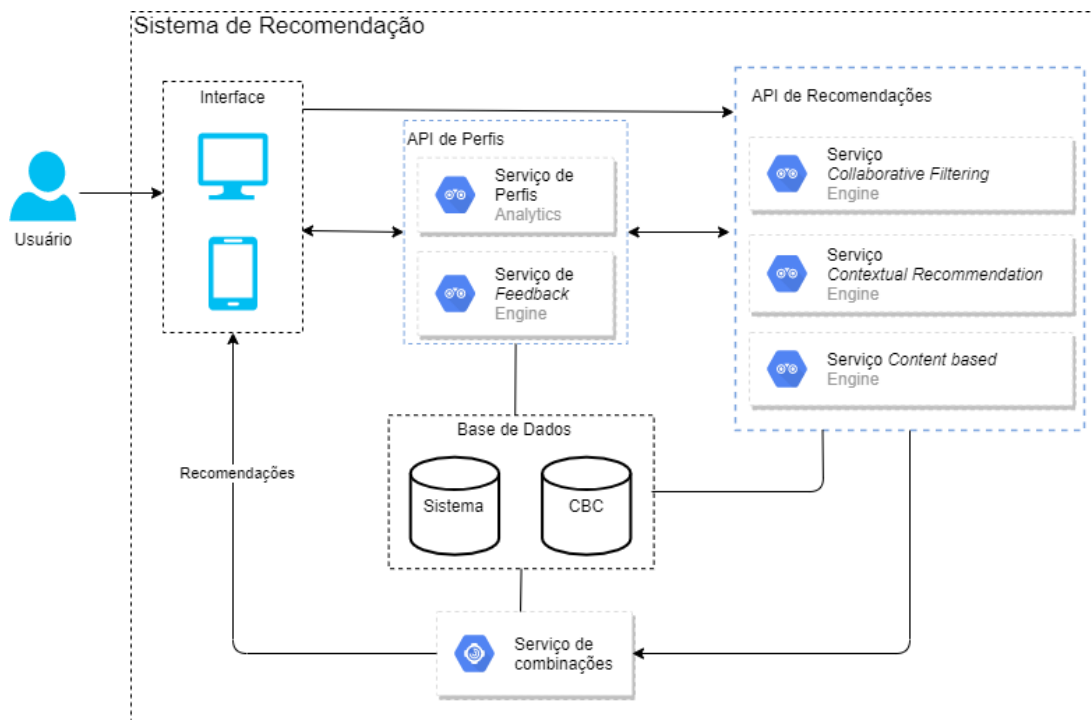 Sistema de Recomendação
Interface
API de Recomendações
API de Perfis
Serviço
Collaborative Filtering
Engine
Serviço de
Perfis
Analytics
Usuário
Serviço
Contextual Recommendation
Engine
Serviço de
Feedback
Engine
Serviço Content based
Engine
Base de Dados
Recomendações
Sistema
CBC
Serviço de
combinações